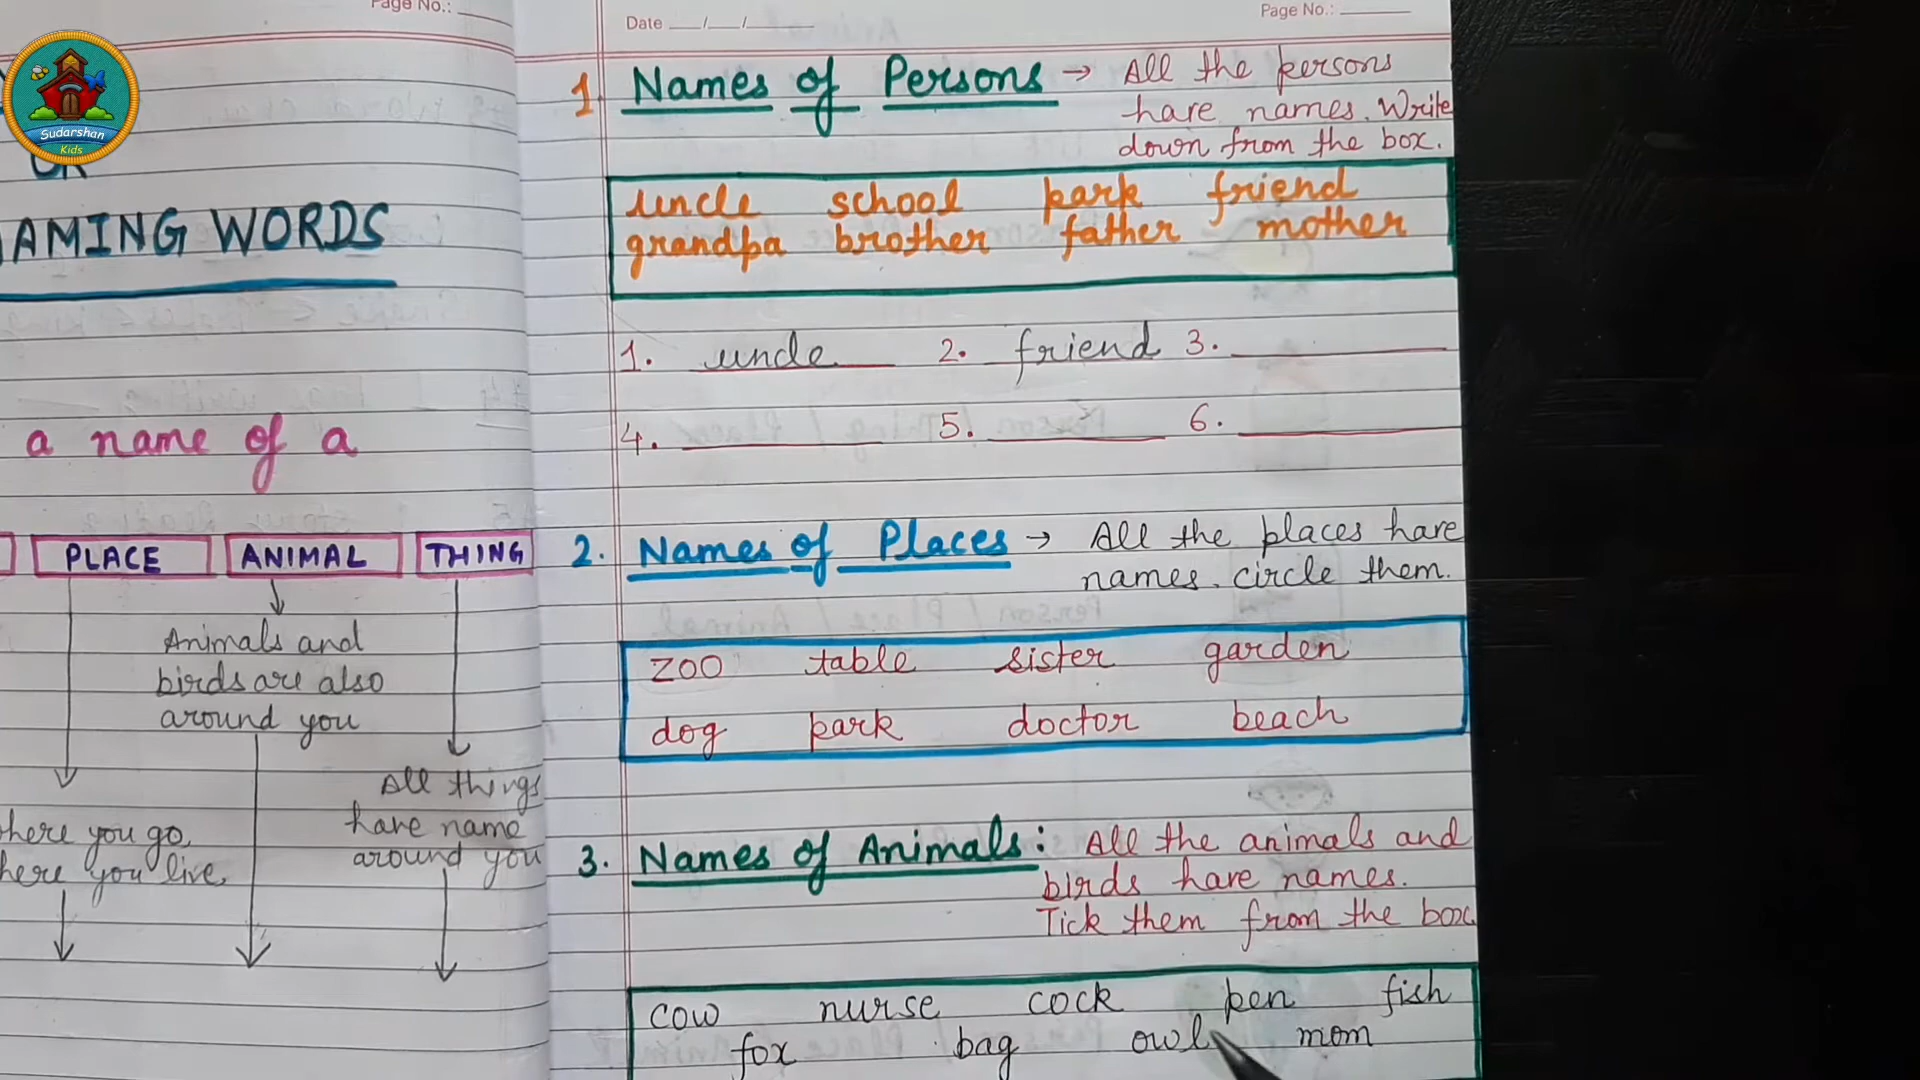 Page No.:
Sudarshan
Kids
OR
AMING WORDS
a name of a
PLACE ANIMAL THING
Animals and
birds are also
around you
All things
have name
around you
here you go,
here you live.
Date __/__/__ Page No.:
1. Names of Persons → All the persons
have names. Write
down from the box.
uncle school park friend
grandpa brother father mother
1. uncle 2. friend 3.
4. 5. 6.
2. Names of Places → All the places have
names. circle them.
zoo table sister garden
dog park doctor beach
3. Names of Animals: All the animals and
birds have names.
Tick them from the box
cow nurse cock pen fish
fox bag owl mom